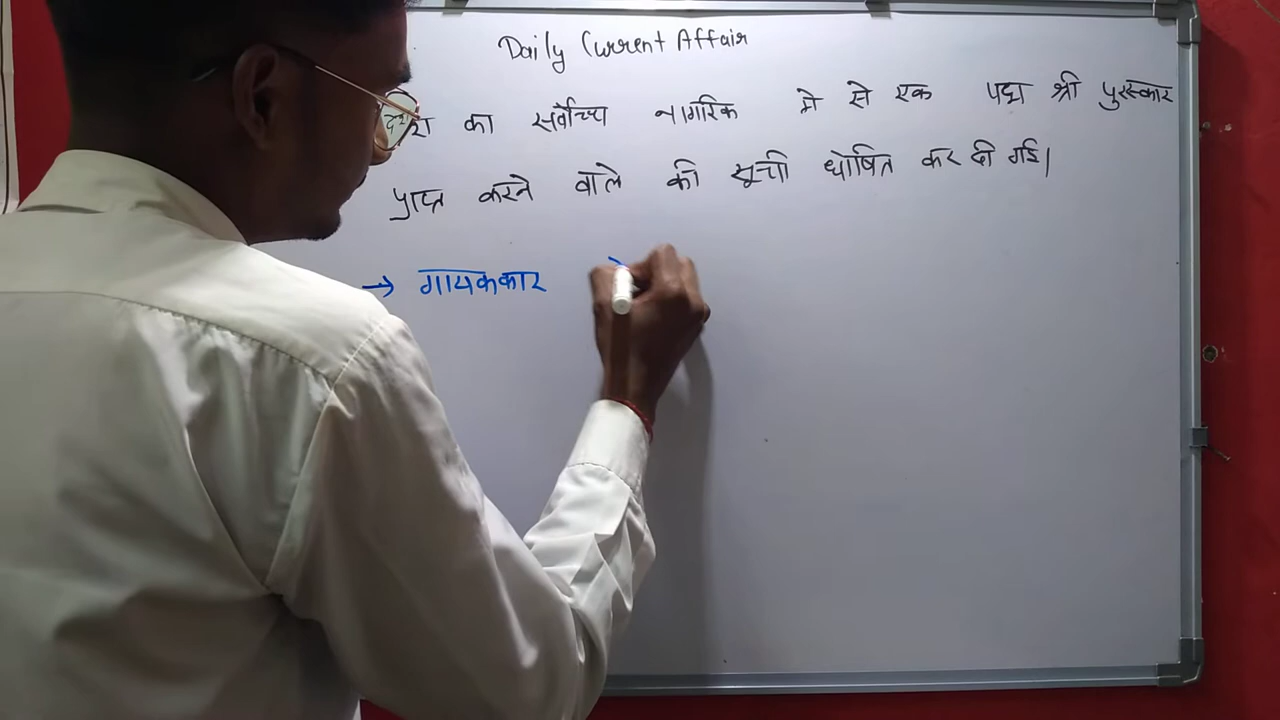 Daily Current Affair
देश का सर्वोच्च नागरिक मे से एक पद्म श्री पुरस्कार
प्राप्त करने वाले की सूची घोषित कर दी गई।
→ गायककार